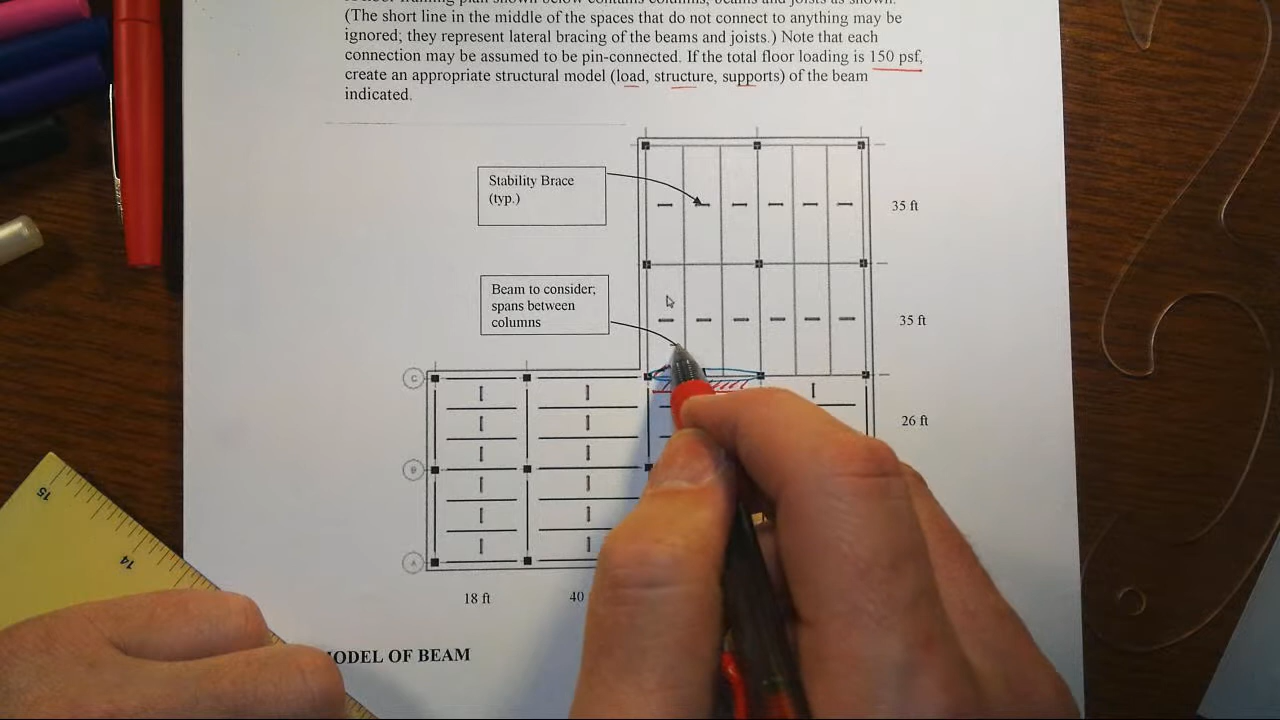 (The short line in the middle of the spaces that do not connect to anything may be
ignored; they represent lateral bracing of the beams and joists.) Note that each
connection may be assumed to be pin-connected. If the total floor loading is 150 psf,
create an appropriate structural model (load, structure, supports) of the beam
indicated.
Stability Brace
(typ.)
35 ft
Beam to consider;
spans between
columns
35 ft
C
26 ft
B
A
18 ft
40
MODEL OF BEAM
15
14